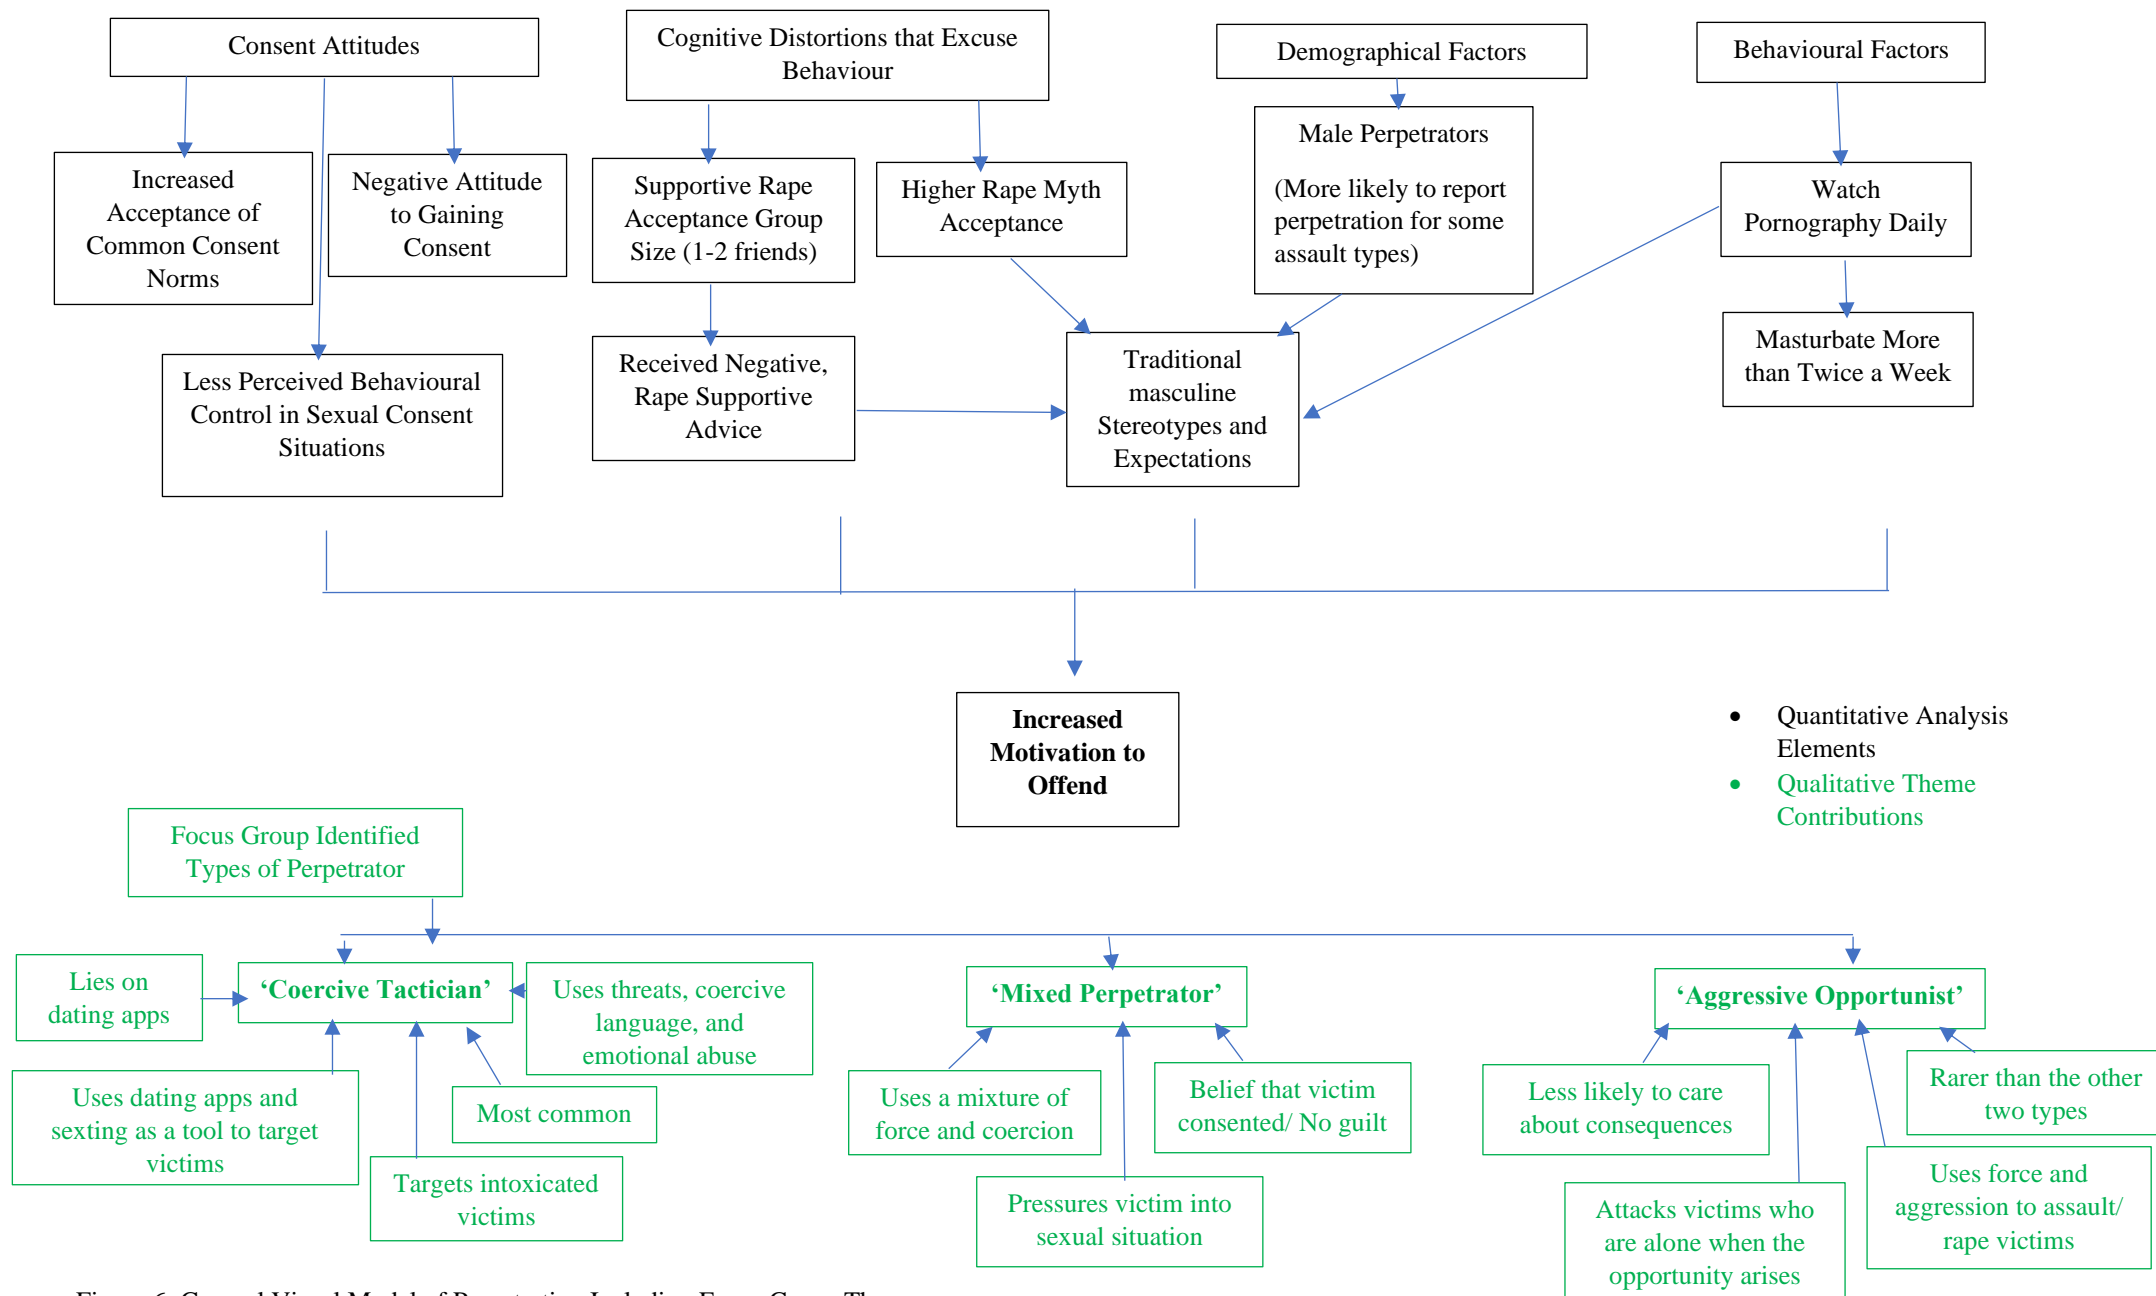 Consent Attitudes
Cognitive Distortions that Excuse
Behaviour
Demographical Factors
Behavioural Factors
Increased
Acceptance of
Common Consent
Norms
Negative Attitude
to Gaining
Consent
Supportive Rape
Acceptance Group
Size (1-2 friends)
Higher Rape Myth
Acceptance
Male Perpetrators
(More likely to report
perpetration for some
assault types)
Watch
Pornography Daily
Less Perceived Behavioural
Control in Sexual Consent
Situations
Received Negative,
Rape Supportive
Advice
Traditional
masculine
Stereotypes and
Expectations
Masturbate More
than Twice a Week
Increased
Motivation to
Offend
• Quantitative Analysis
Elements
• Qualitative Theme
Contributions
Focus Group Identified
Types of Perpetrator
Lies on
dating apps
‘Coercive Tactician’
Uses threats, coercive
language, and
emotional abuse
‘Mixed Perpetrator’
‘Aggressive Opportunist’
Uses dating apps and
sexting as a tool to target
victims
Most common
Targets intoxicated
victims
Uses a mixture of
force and coercion
Belief that victim
consented/ No guilt
Pressures victim into
sexual situation
Less likely to care
about consequences
Rarer than the other
two types
Attacks victims who
are alone when the
opportunity arises
Uses force and
aggression to assault/
rape victims